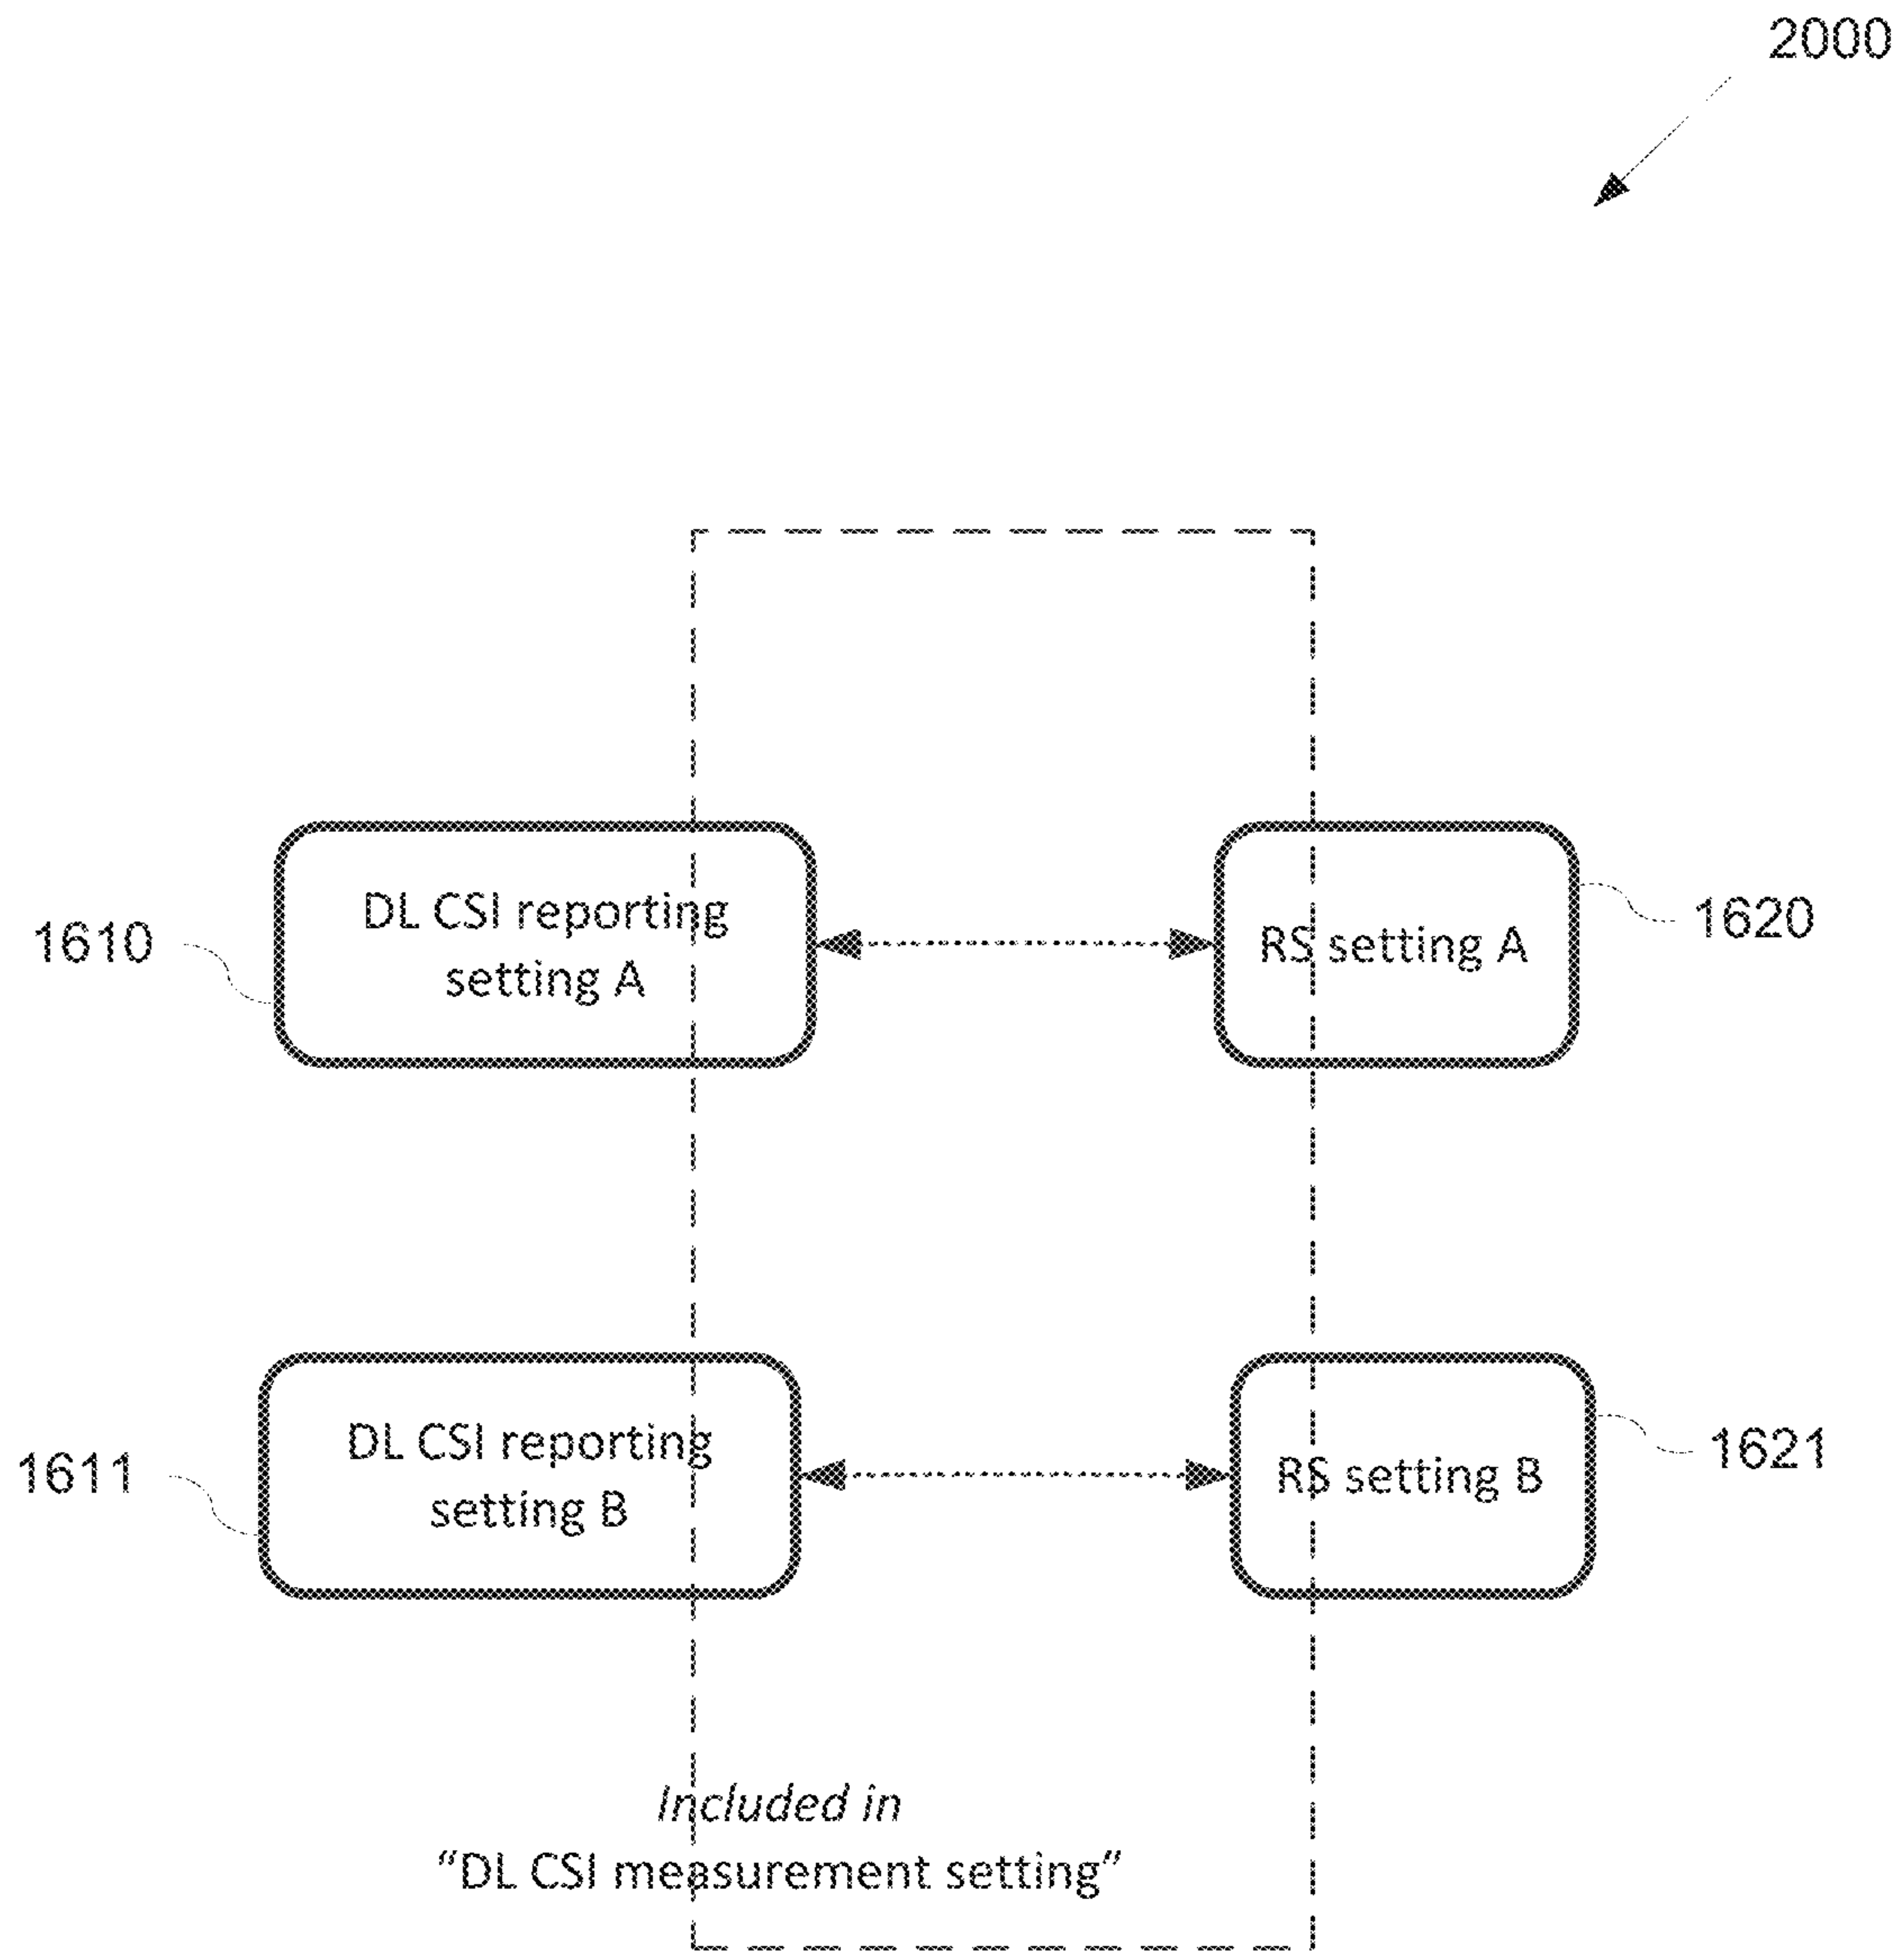 2000
DL CSI reporting
setting A
1610
RS setting A
1620
DL CSI reporting
setting B
1611
RS setting B
1621
Included in
“DL CSI measurement setting”